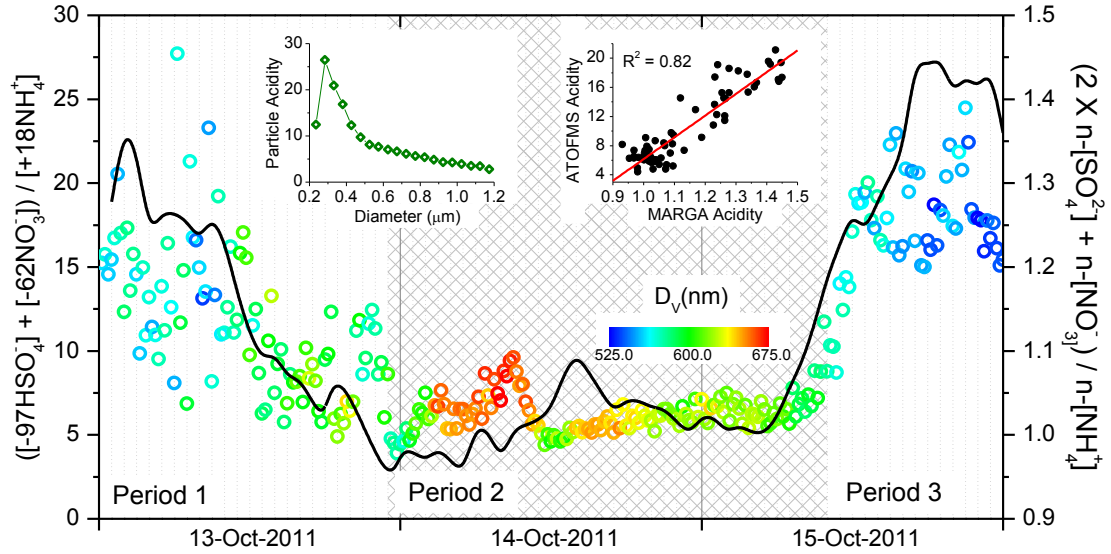 ([-97HSO₄⁻] + [-62NO₃⁻]) / [+18NH₄⁺]
30
25
20
15
10
5
0
Particle Acidity
30
20
10
0
0.2 0.4 0.6 0.8 1.0 1.2
Diameter (μm)
ATOFMS Acidity
20
16
12
8
4
R² = 0.82
0.9 1.0 1.1 1.2 1.3 1.4 1.5
MARGA Acidity
D_V(nm)
525.0 600.0 675.0
Period 1
Period 2
Period 3
13-Oct-2011 14-Oct-2011 15-Oct-2011
1.5
1.4
1.3
1.2
1.1
1.0
0.9
(2 X n-[SO₄²⁻] + n-[NO₃⁻]) / n-[NH₄⁺]